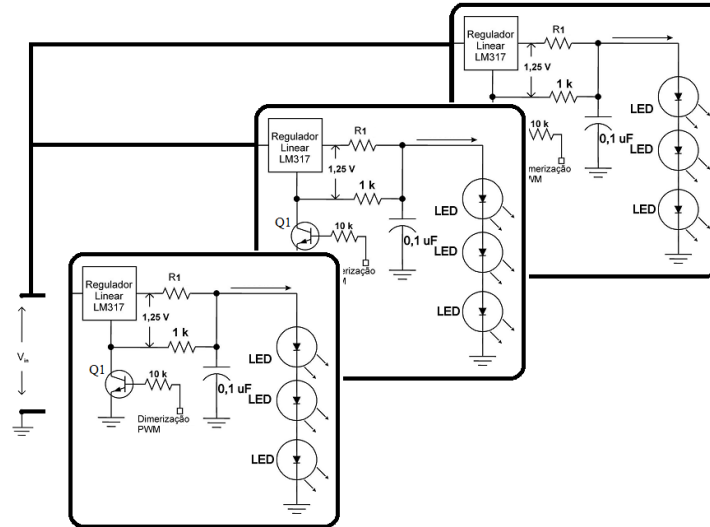 Regulador
Linear
LM317
R1
1,25 V
1 k
10 k
merização
WM
0,1 uF
LED
LED
LED
Regulador
Linear
LM317
R1
1,25 V
1 k
Q1
10 k
erização
M
0,1 uF
LED
LED
LED
Regulador
Linear
LM317
R1
1,25 V
1 k
Q1
10 k
Dimerização
PWM
0,1 uF
LED
LED
LED
Vin